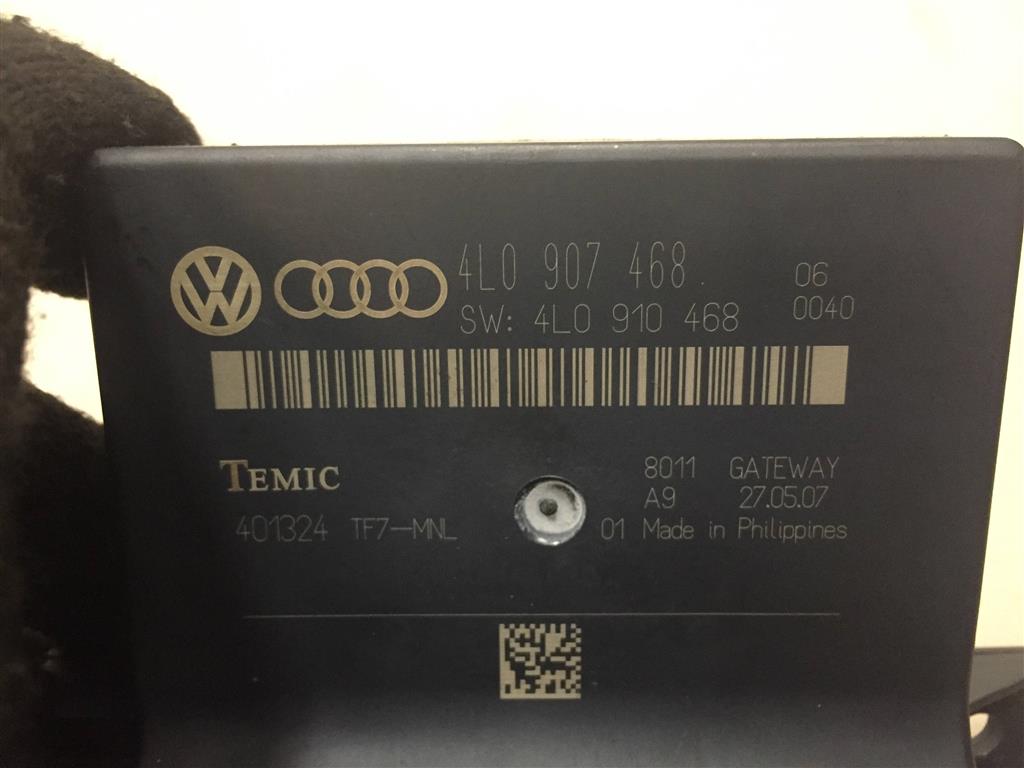 4L0 907 468 06
SW: 4L0 910 468 0040
TEMIC 8011 GATEWAY
A9 27.05.07
401324 TF7-MNL 01 Made in Philippines